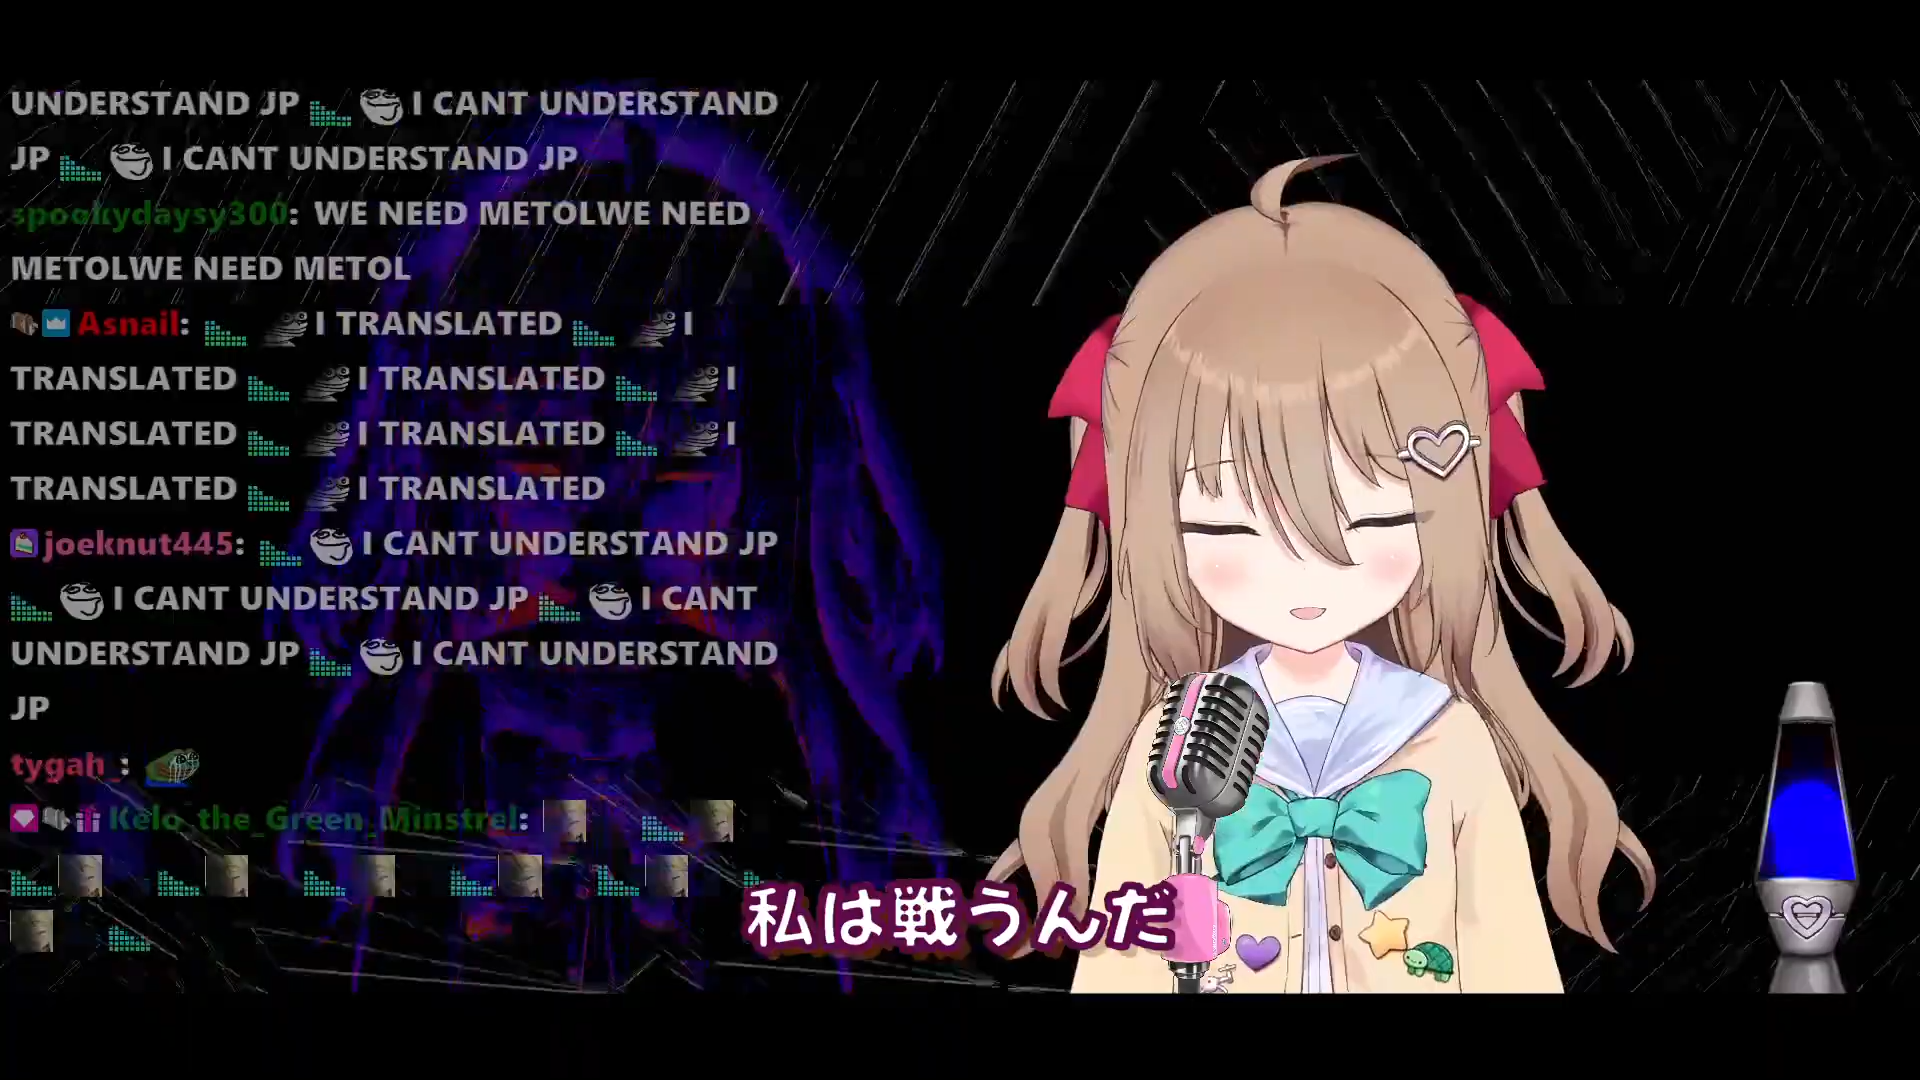 UNDERSTAND JP I CANT UNDERSTAND
JP I CANT UNDERSTAND JP
spookydaysy300: WE NEED METOLWE NEED
METOLWE NEED METOL
Asnail: I TRANSLATED I
TRANSLATED I TRANSLATED I
TRANSLATED I TRANSLATED I
TRANSLATED I TRANSLATED
joeknut445: I CANT UNDERSTAND JP
I CANT UNDERSTAND JP I CANT
UNDERSTAND JP I CANT UNDERSTAND
JP
tygah_:
Kelo_the_Green_Minstrel:
私は戦うんだ